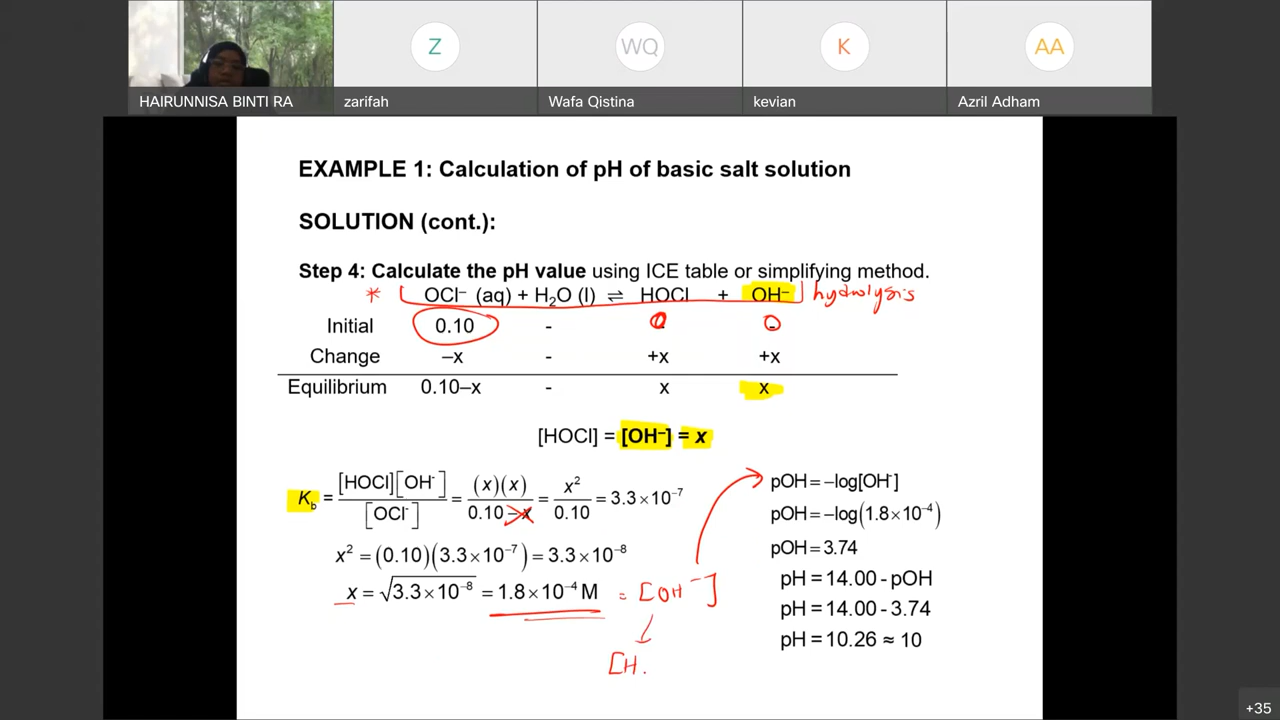 Z
WQ
K
AA
HAIRUNNISA BINTI RA
zarifah
Wafa Qistina
kevian
Azril Adham
EXAMPLE 1: Calculation of pH of basic salt solution
SOLUTION (cont.):
Step 4: Calculate the pH value using ICE table or simplifying method.
* OCl⁻ (aq) + H₂O (l) ⇌ HOCl + OH⁻ hydrolysis
Initial 0.10 - 0 0
Change –x - +x +x
Equilibrium 0.10–x - x x
[HOCl] = [OH⁻] = x
K_b = [HOCl][OH⁻] / [OCl⁻] = (x)(x) / 0.10 – x = x² / 0.10 = 3.3×10⁻⁷
x² = (0.10)(3.3×10⁻⁷) = 3.3×10⁻⁸
x = √3.3×10⁻⁸ = 1.8×10⁻⁴ M = [OH⁻]
[H.
pOH = –log[OH⁻]
pOH = –log(1.8×10⁻⁴)
pOH = 3.74
pH = 14.00 - pOH
pH = 14.00 - 3.74
pH = 10.26 ≈ 10
+35